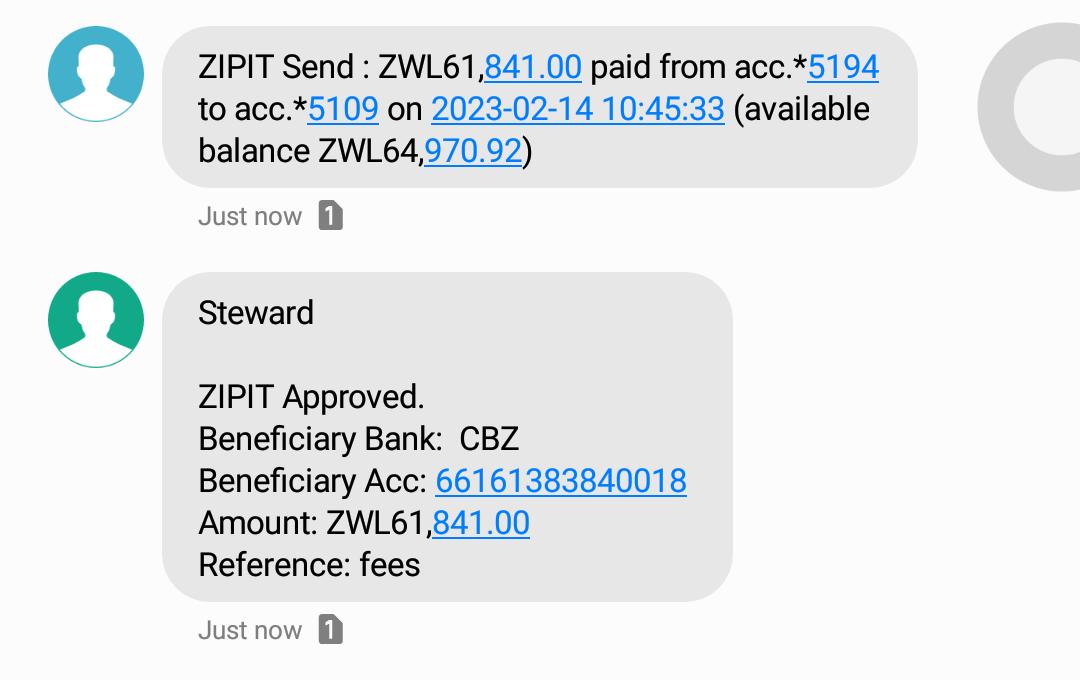 ZIPIT Send : ZWL61,841.00 paid from acc.*5194
to acc.*5109 on 2023-02-14 10:45:33 (available
balance ZWL64,970.92)
Just now 1
Steward
ZIPIT Approved.
Beneficiary Bank:  CBZ
Beneficiary Acc: 66161383840018
Amount: ZWL61,841.00
Reference: fees
Just now 1